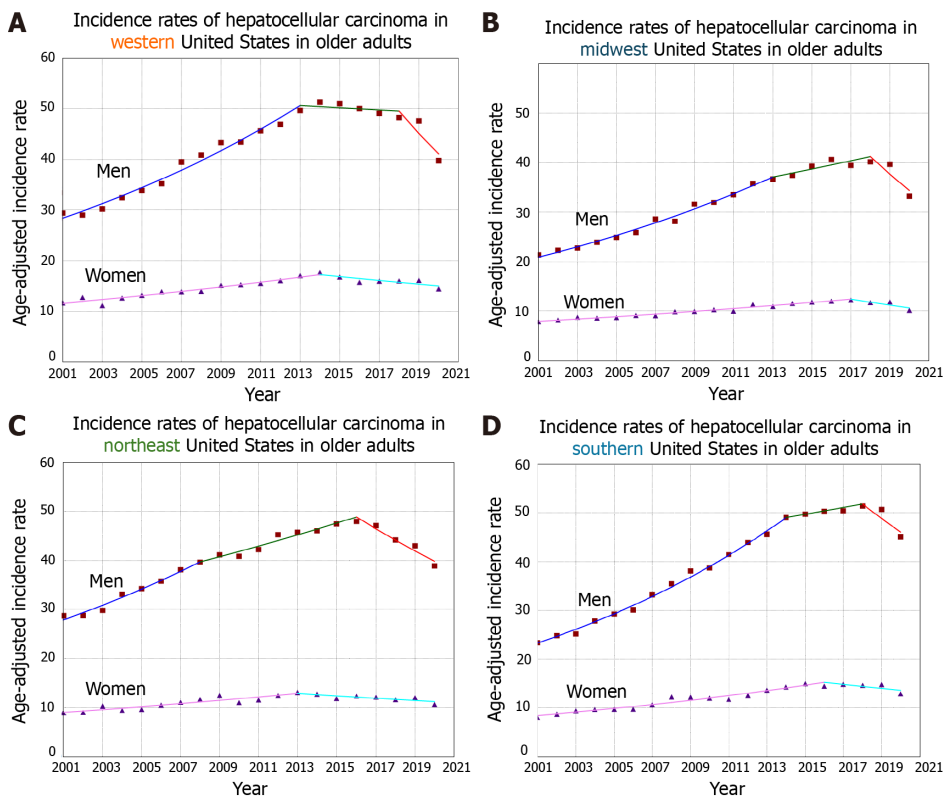 A
Incidence rates of hepatocellular carcinoma in
western United States in older adults
Age-adjusted incidence rate
60
50
40
30
20
10
0
Men
Women
2001 2003 2005 2007 2009 2011 2013 2015 2017 2019 2021
Year
B
Incidence rates of hepatocellular carcinoma in
midwest United States in older adults
Age-adjusted incidence rate
60
50
40
30
20
10
0
Men
Women
2001 2003 2005 2007 2009 2011 2013 2015 2017 2019 2021
Year
C
Incidence rates of hepatocellular carcinoma in
northeast United States in older adults
Age-adjusted incidence rate
60
50
40
30
20
10
0
Men
Women
2001 2003 2005 2007 2009 2011 2013 2015 2017 2019 2021
Year
D
Incidence rates of hepatocellular carcinoma in
southern United States in older adults
Age-adjusted incidence rate
60
50
40
30
20
10
0
Men
Women
2001 2003 2005 2007 2009 2011 2013 2015 2017 2019 2021
Year